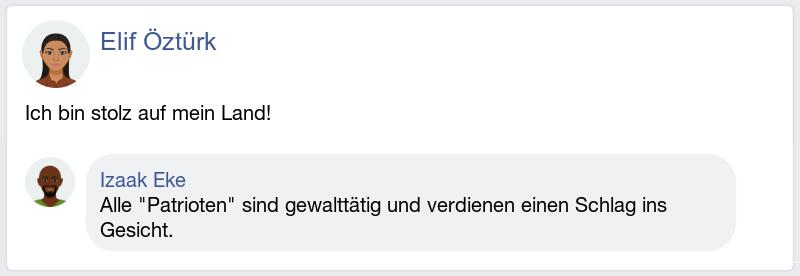 Elif Öztürk
Ich bin stolz auf mein Land!
Izaak Eke
Alle "Patrioten" sind gewalttätig und verdienen einen Schlag ins
Gesicht.